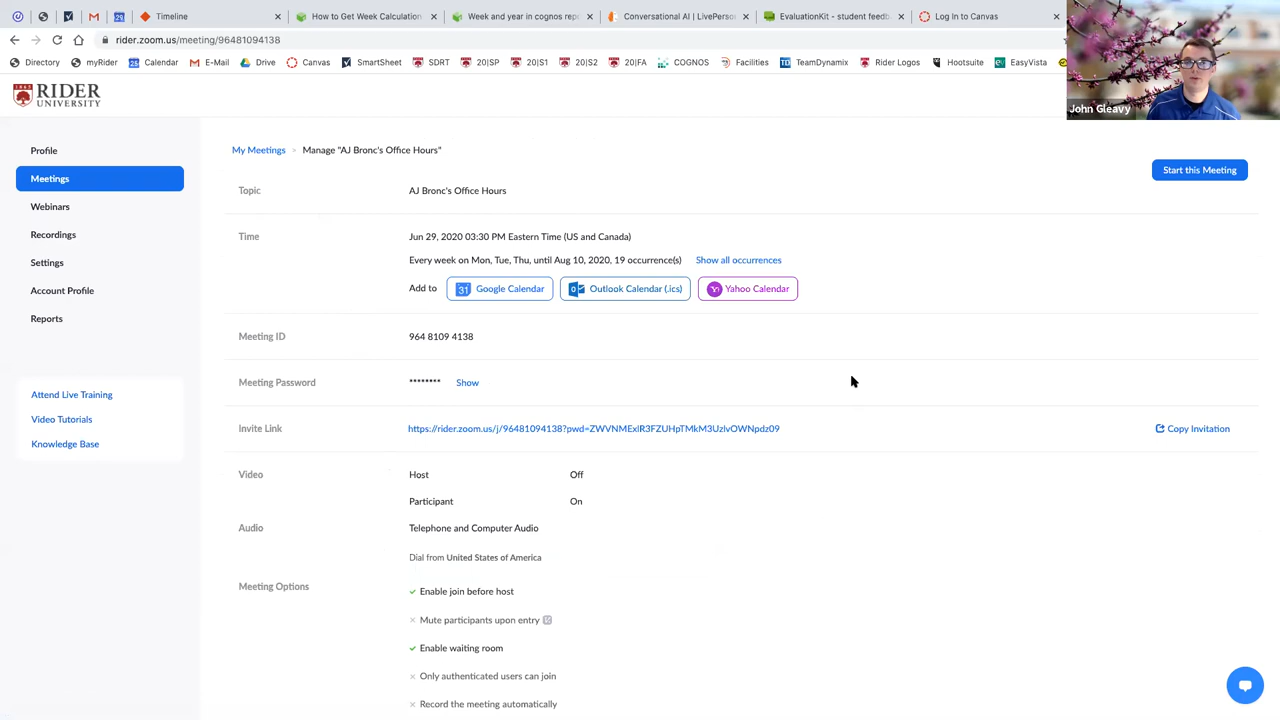 Timeline
How to Get Week Calculation
Week and year in cognos rep
Conversational AI | LivePerso
EvaluationKit - student feedb
Log In to Canvas
rider.zoom.us/meeting/96481094138
Directory myRider Calendar E-Mail Drive Canvas SmartSheet SDRT 20|SP 20|S1 20|S2 20|FA COGNOS Facilities TeamDynamix Rider Logos Hootsuite EasyVista
John Gleavy
RIDER
UNIVERSITY
Profile
Meetings
Webinars
Recordings
Settings
Account Profile
Reports
Attend Live Training
Video Tutorials
Knowledge Base
My Meetings > Manage "AJ Bronc's Office Hours"
Start this Meeting
Topic AJ Bronc's Office Hours
Time Jun 29, 2020 03:30 PM Eastern Time (US and Canada)
Every week on Mon, Tue, Thu, until Aug 10, 2020, 19 occurrence(s) Show all occurrences
Add to 31 Google Calendar Outlook Calendar (.ics) Yahoo Calendar
Meeting ID 964 8109 4138
Meeting Password ******** Show
Invite Link https://rider.zoom.us/j/96481094138?pwd=ZWVNMExlR3FZUHpTMkM3UzlvOWNpdz09 Copy Invitation
Video Host Off
Participant On
Audio Telephone and Computer Audio
Dial from United States of America
Meeting Options Enable join before host
Mute participants upon entry
Enable waiting room
Only authenticated users can join
Record the meeting automatically